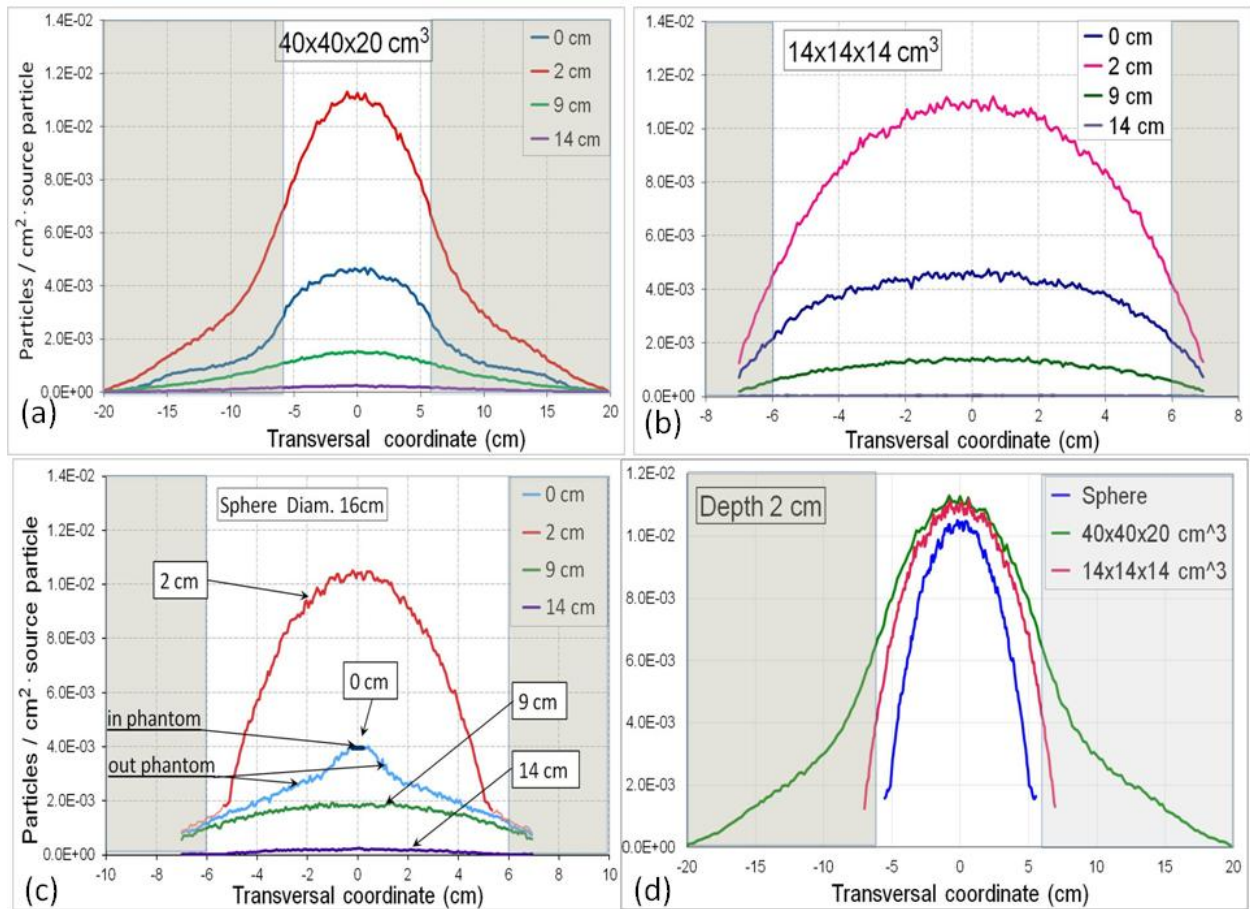 40x40x20 cm³
0 cm
2 cm
9 cm
14 cm
Particles / cm² · source particle
1.4E-02
1.2E-02
1.0E-02
8.0E-03
6.0E-03
4.0E-03
2.0E-03
0.0E+00
-20 -15 -10 -5 0 5 10 15 20
Transversal coordinate (cm)
(a)
14x14x14 cm³
0 cm
2 cm
9 cm
14 cm
1.4E-02
1.2E-02
1.0E-02
8.0E-03
6.0E-03
4.0E-03
2.0E-03
0.0E+00
-8 -6 -4 -2 0 2 4 6 8
Transversal coordinate (cm)
(b)
Sphere Diam. 16cm
0 cm
2 cm
9 cm
14 cm
2 cm
0 cm
9 cm
in phantom
out phantom
14 cm
Particles / cm² · source particle
1.4E-02
1.2E-02
1.0E-02
8.0E-03
6.0E-03
4.0E-03
2.0E-03
0.0E+00
-10 -8 -6 -4 -2 0 2 4 6 8 10
Transversal coordinate (cm)
(c)
Depth 2 cm
Sphere
40x40x20 cm^3
14x14x14 cm^3
1.2E-02
1.0E-02
8.0E-03
6.0E-03
4.0E-03
2.0E-03
0.0E+00
-20 -15 -10 -5 0 5 10 15 20
Transversal coordinate (cm)
(d)